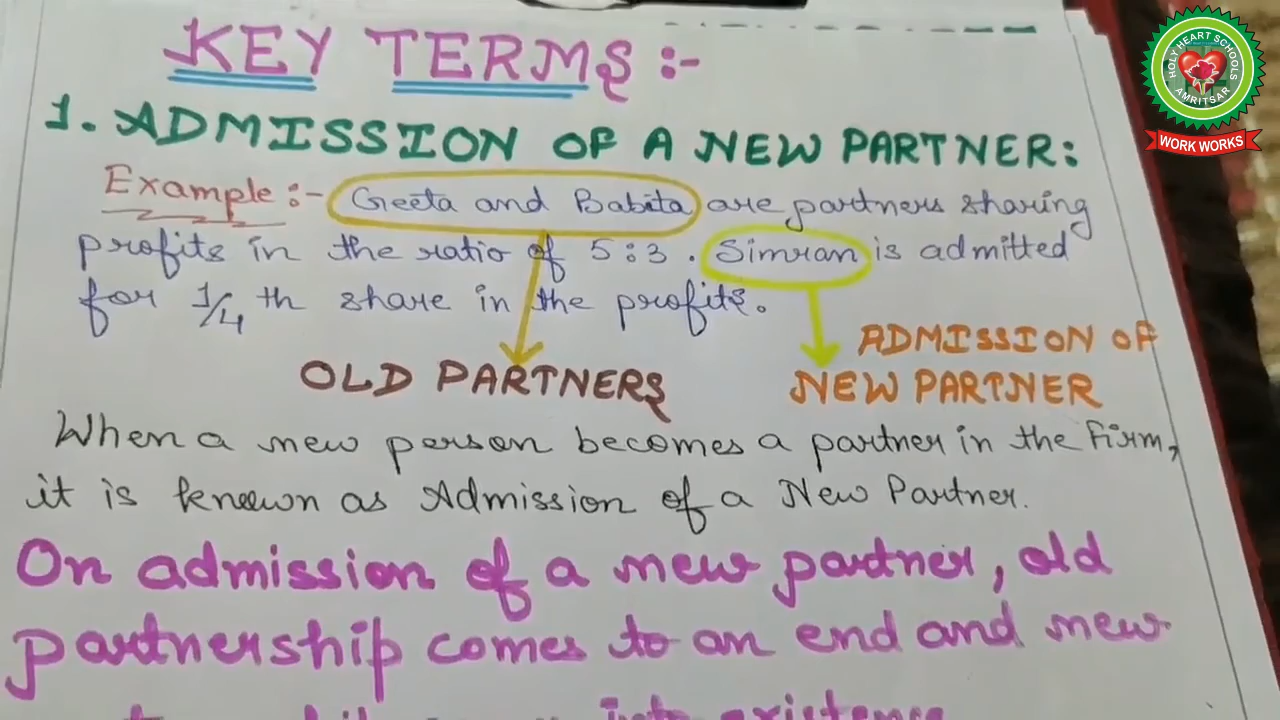 KEY TERMS :-
1. ADMISSION OF A NEW PARTNER:
Example :- Geeta and Babita are partners sharing
profits in the ratio of 5:3. Simran is admitted
for 1/4 th share in the profits.
OLD PARTNERS
ADMISSION OF
NEW PARTNER
When a new person becomes a partner in the Firm,
it is known as Admission of a New Partner.
On admission of a new partner, old
partnership comes to an end and new
into existence
HOLY HEART SCHOOLS
AMRITSAR
WORK WORKS